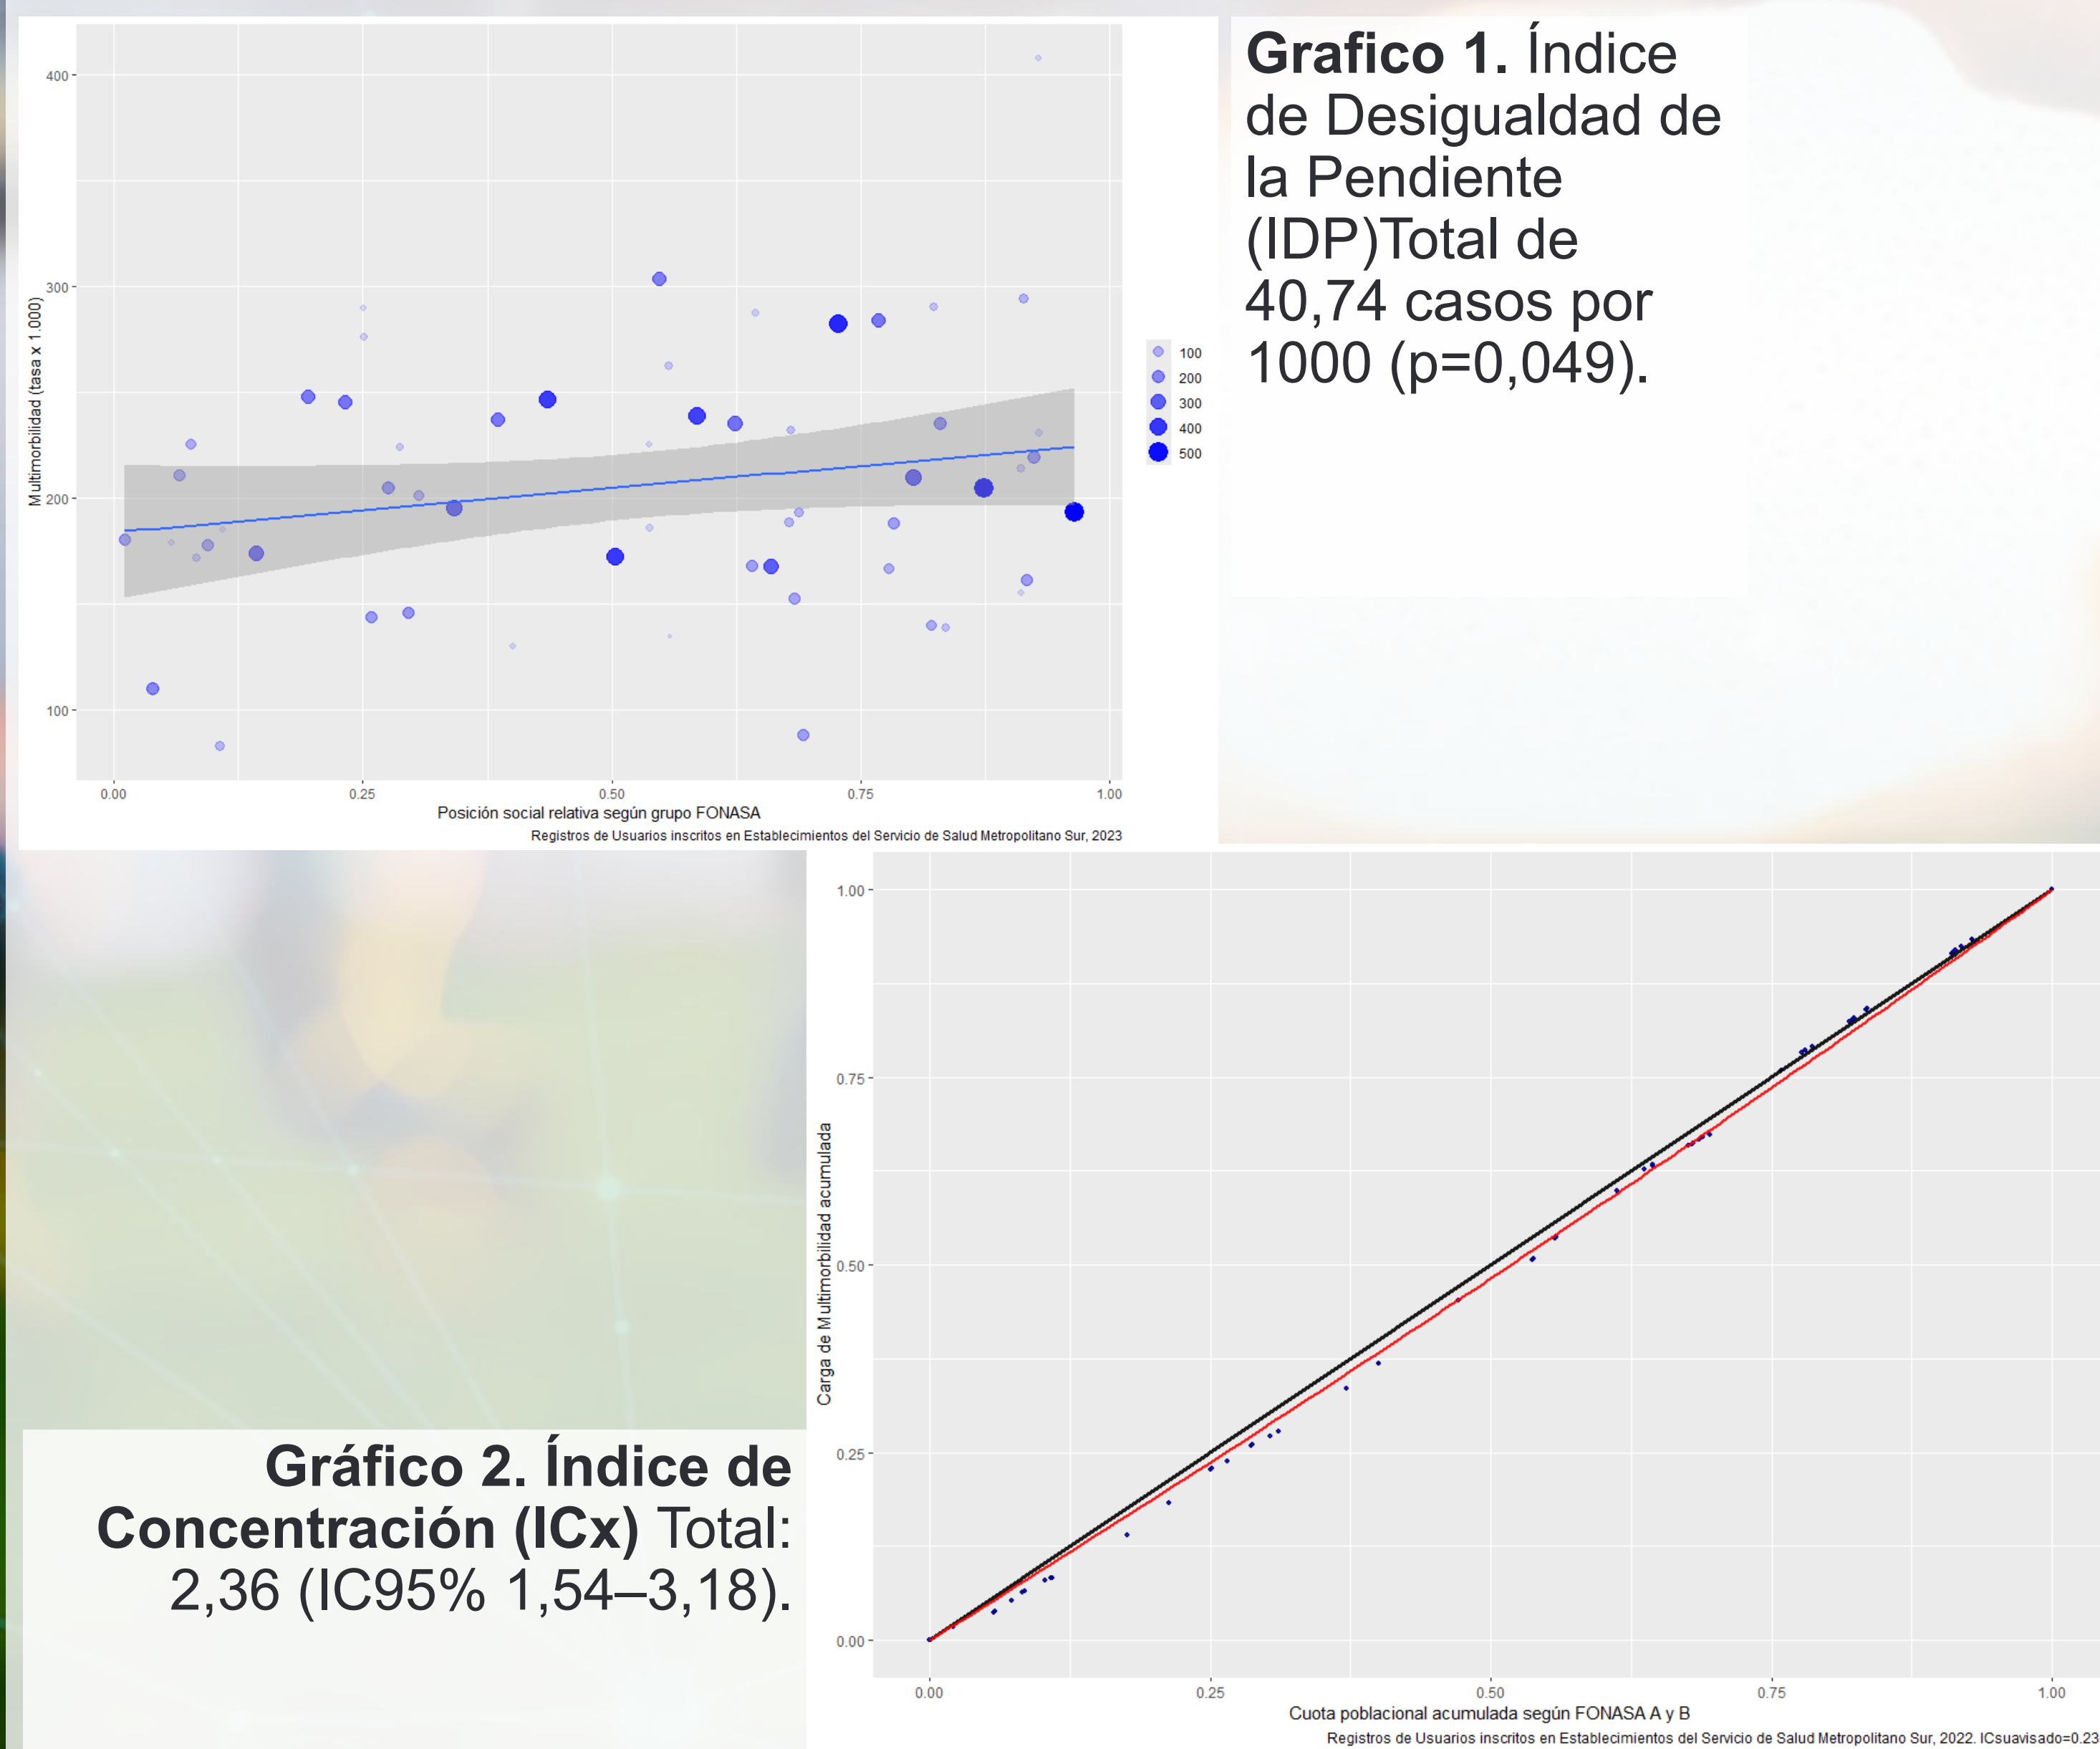 400
300
200
100
Multimorbilidad (tasa x 1.000)
0.00 0.25 0.50 0.75 1.00
Posición social relativa según grupo FONASA
Registros de Usuarios inscritos en Establecimientos del Servicio de Salud Metropolitano Sur, 2023
100
200
300
400
500
Grafico 1. Índice
de Desigualdad de
la Pendiente
(IDP)Total de
40,74 casos por
1000 (p=0,049).
Gráfico 2. Índice de
Concentración (ICx) Total:
2,36 (IC95% 1,54–3,18).
1.00
0.75
0.50
0.25
0.00
Carga de Multimorbilidad acumulada
0.00 0.25 0.50 0.75 1.00
Cuota poblacional acumulada según FONASA A y B
Registros de Usuarios inscritos en Establecimientos del Servicio de Salud Metropolitano Sur, 2022. ICsuavisado=0.23